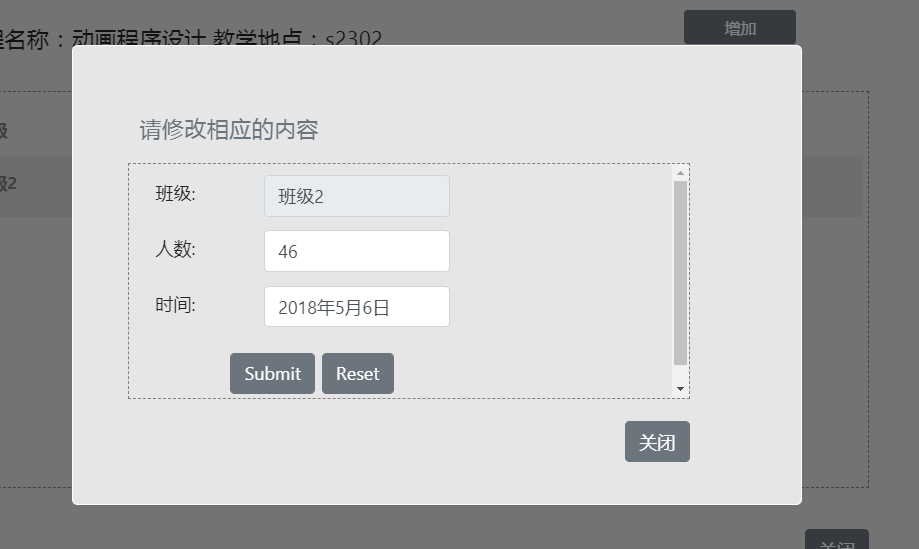 程名称：动画程序设计 教学地点：s2302
增加
级
级2
请修改相应的内容
班级:
班级2
人数:
46
时间:
2018年5月6日
Submit Reset
关闭
关闭